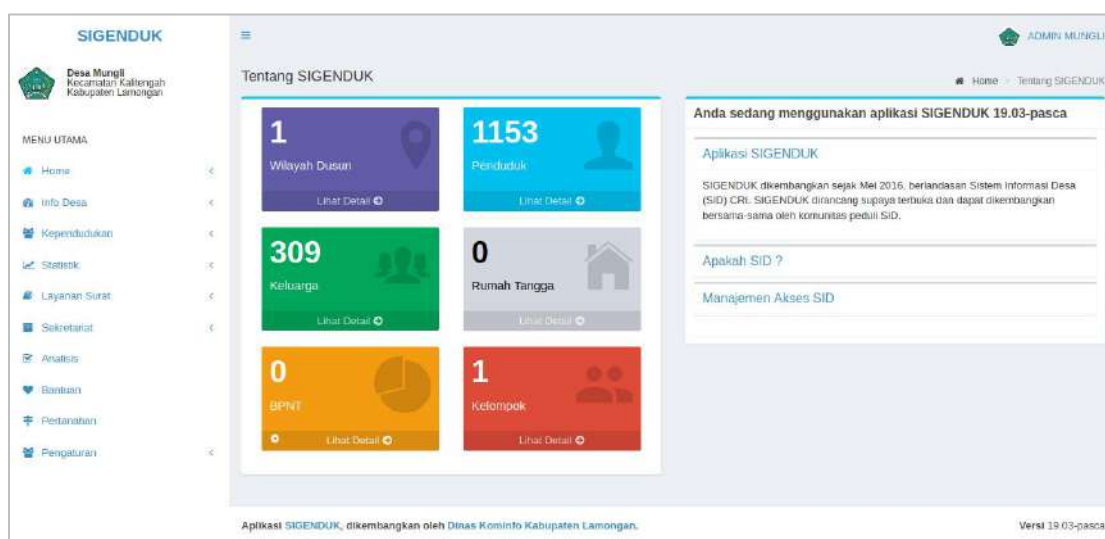 SIGENDUK
ADMIN MUNGLI
Desa Mungli
Kecamatan Kalitengah
Kabupaten Lamongan
Tentang SIGENDUK
Home > Tentang SIGENDUK
MENU UTAMA
Home
Info Desa
Kependudukan
Statistik
Layanan Surat
Sekretariat
Analisis
Bantuan
Pertanahan
Pengaturan
1
Wilayah Dusun
Lihat Detail
1153
Penduduk
Lihat Detail
309
Keluarga
Lihat Detail
0
Rumah Tangga
Lihat Detail
0
BPNT
Lihat Detail
1
Kelompok
Lihat Detail
Anda sedang menggunakan aplikasi SIGENDUK 19.03-pasca
Aplikasi SIGENDUK
SIGENDUK dikembangkan sejak Mei 2016, berlandasan Sistem Informasi Desa
(SID) CRI. SIGENDUK dirancang supaya terbuka dan dapat dikembangkan
bersama-sama oleh komunitas peduli SID.
Apakah SID ?
Manajemen Akses SID
Aplikasi SIGENDUK, dikembangkan oleh Dinas Kominfo Kabupaten Lamongan.
Versi 19.03-pasca